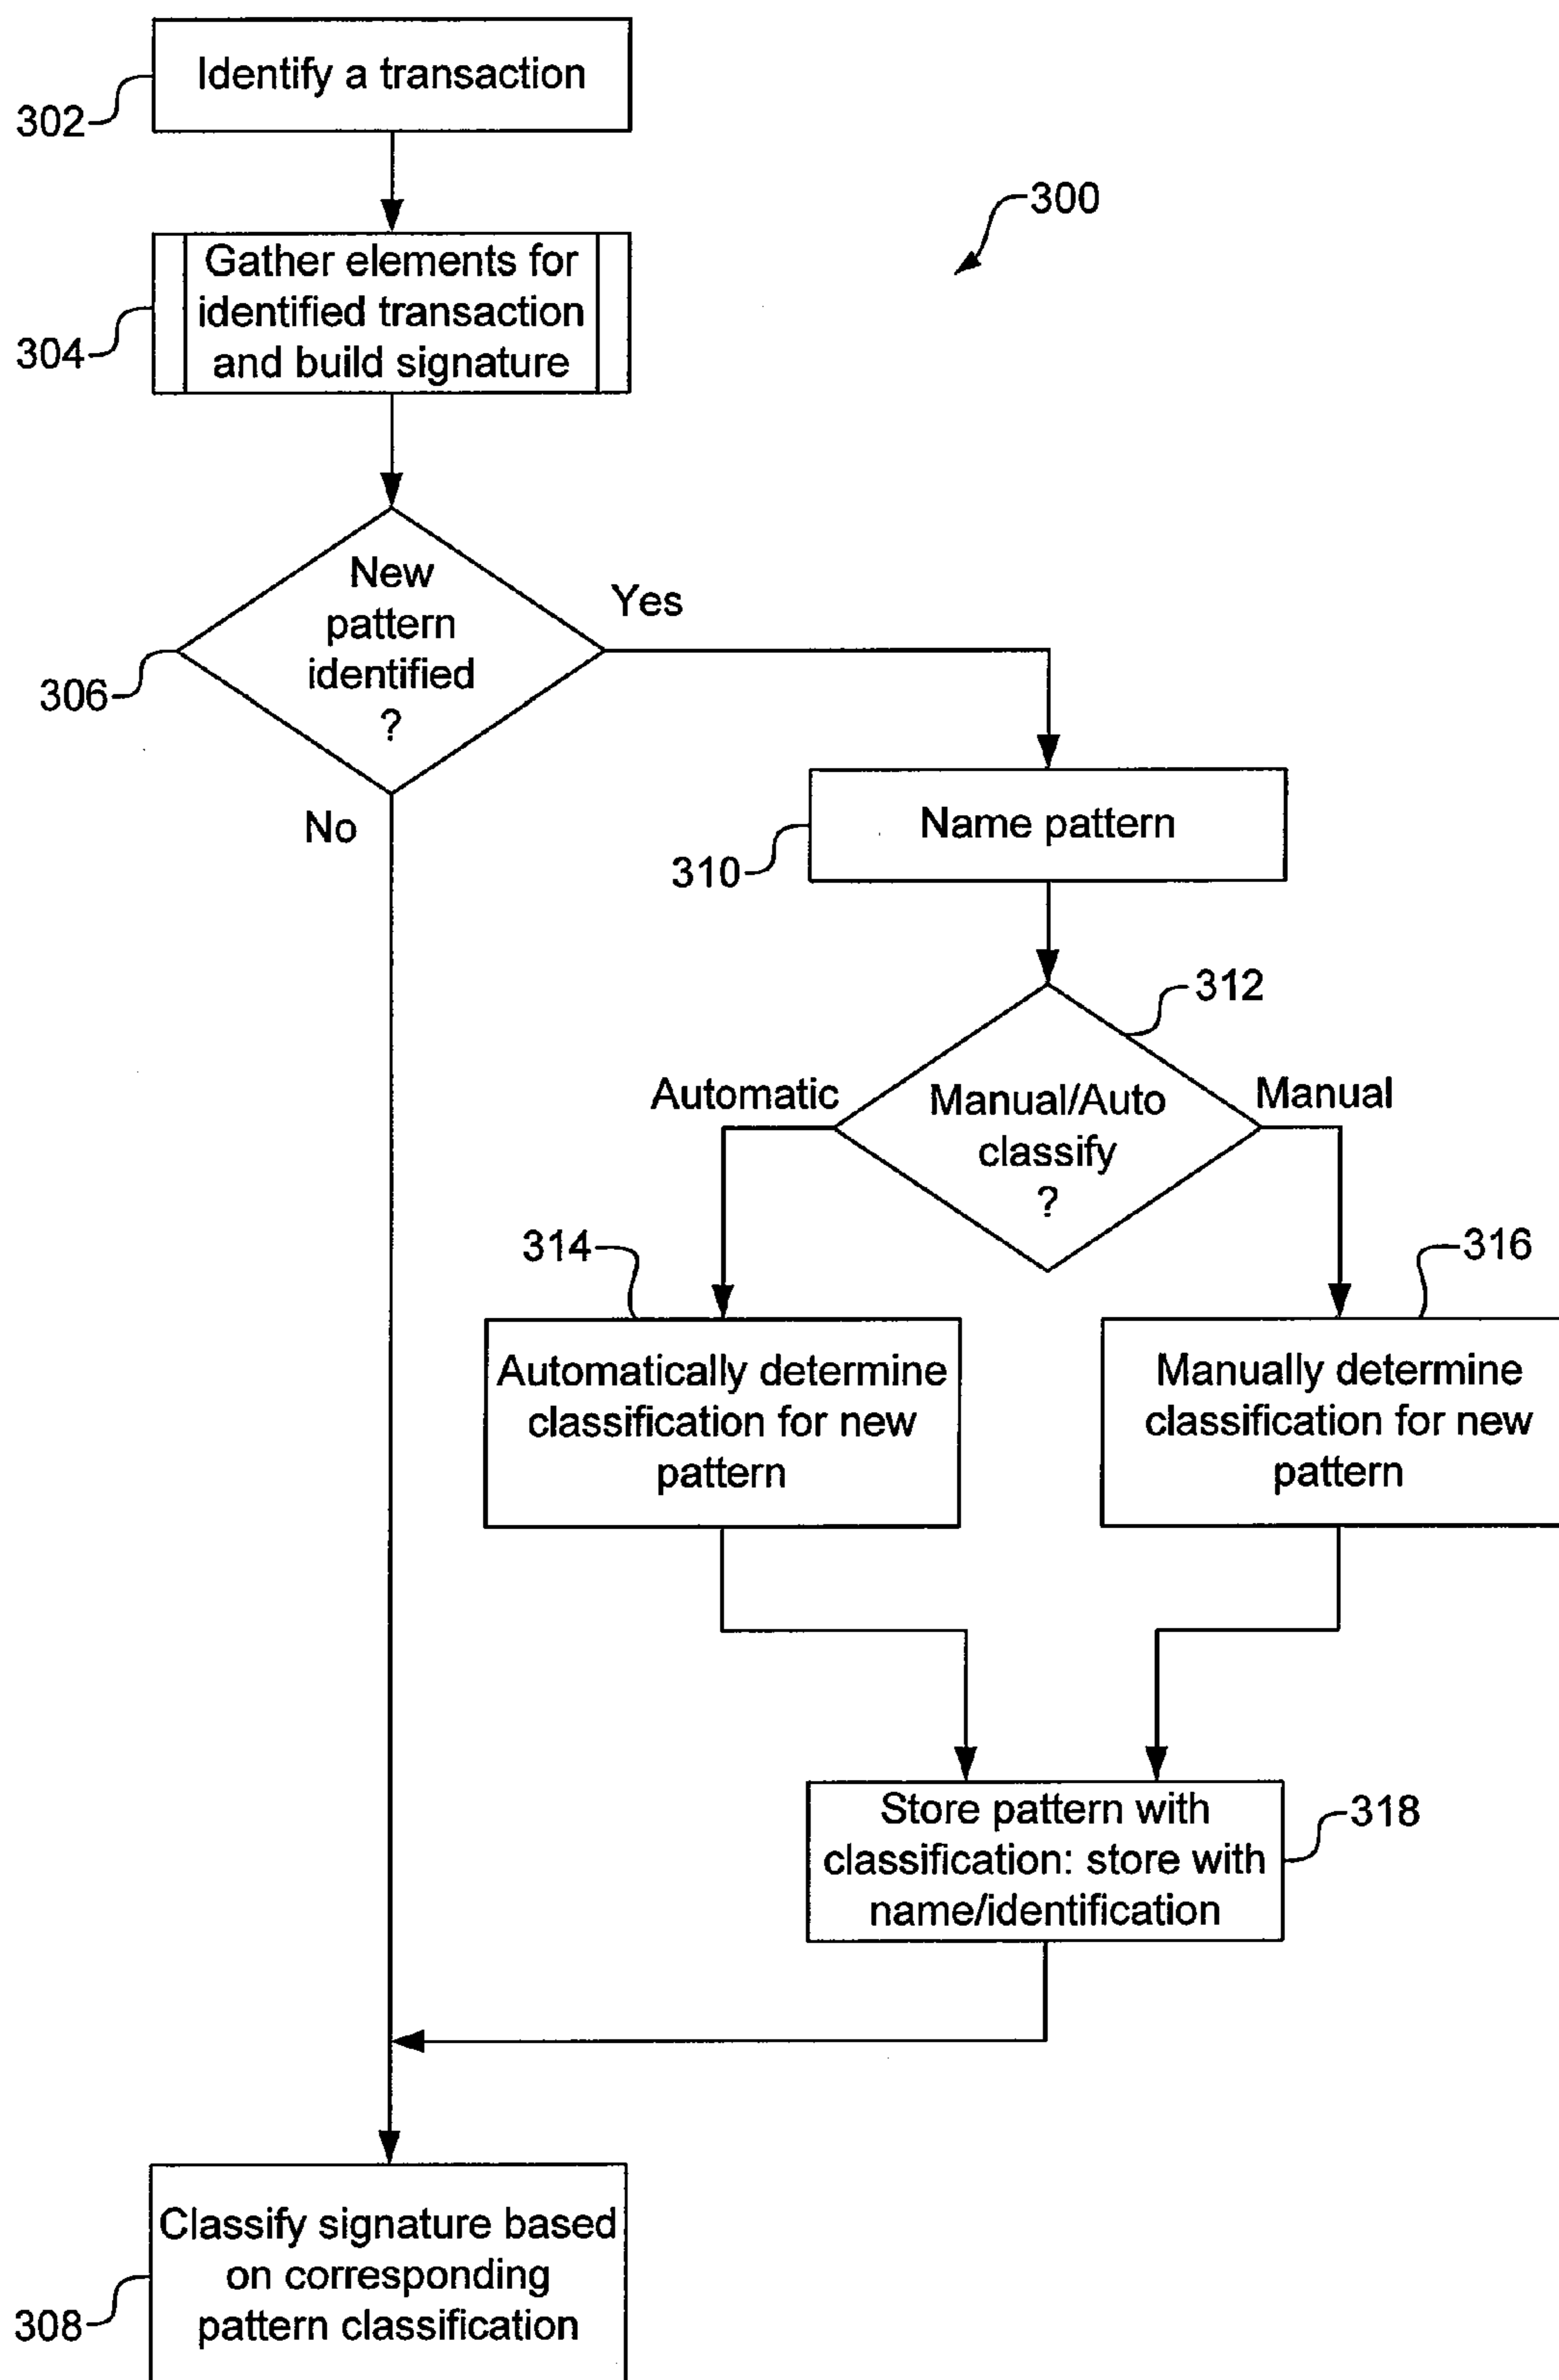 Identify a transaction
302
300
Gather elements for
identified transaction
and build signature
304
New
pattern
identified
?
Yes
306
No
Name pattern
310
312
Automatic
Manual/Auto
classify
?
Manual
314
316
Automatically determine
classification for new
pattern
Manually determine
classification for new
pattern
Store pattern with
classification: store with
name/identification
318
Classify signature based
on corresponding
pattern classification
308